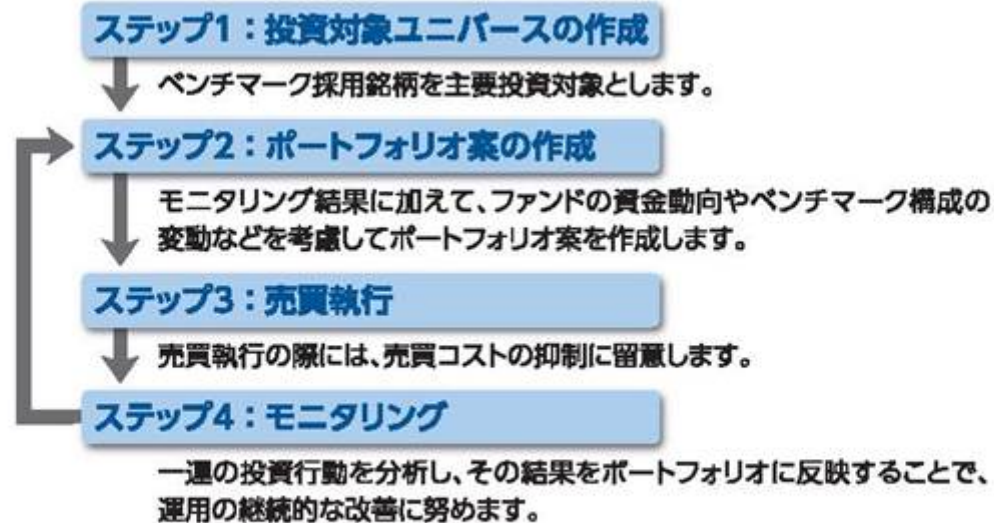 ステップ1：投資対象ユニバースの作成
ベンチマーク採用銘柄を主要投資対象とします。
ステップ2：ポートフォリオ案の作成
モニタリング結果に加えて、ファンドの資金動向やベンチマーク構成の
変動などを考慮してポートフォリオ案を作成します。
ステップ3：売買執行
売買執行の際には、売買コストの抑制に留意します。
ステップ4：モニタリング
一連の投資行動を分析し、その結果をポートフォリオに反映することで、
運用の継続的な改善に努めます。